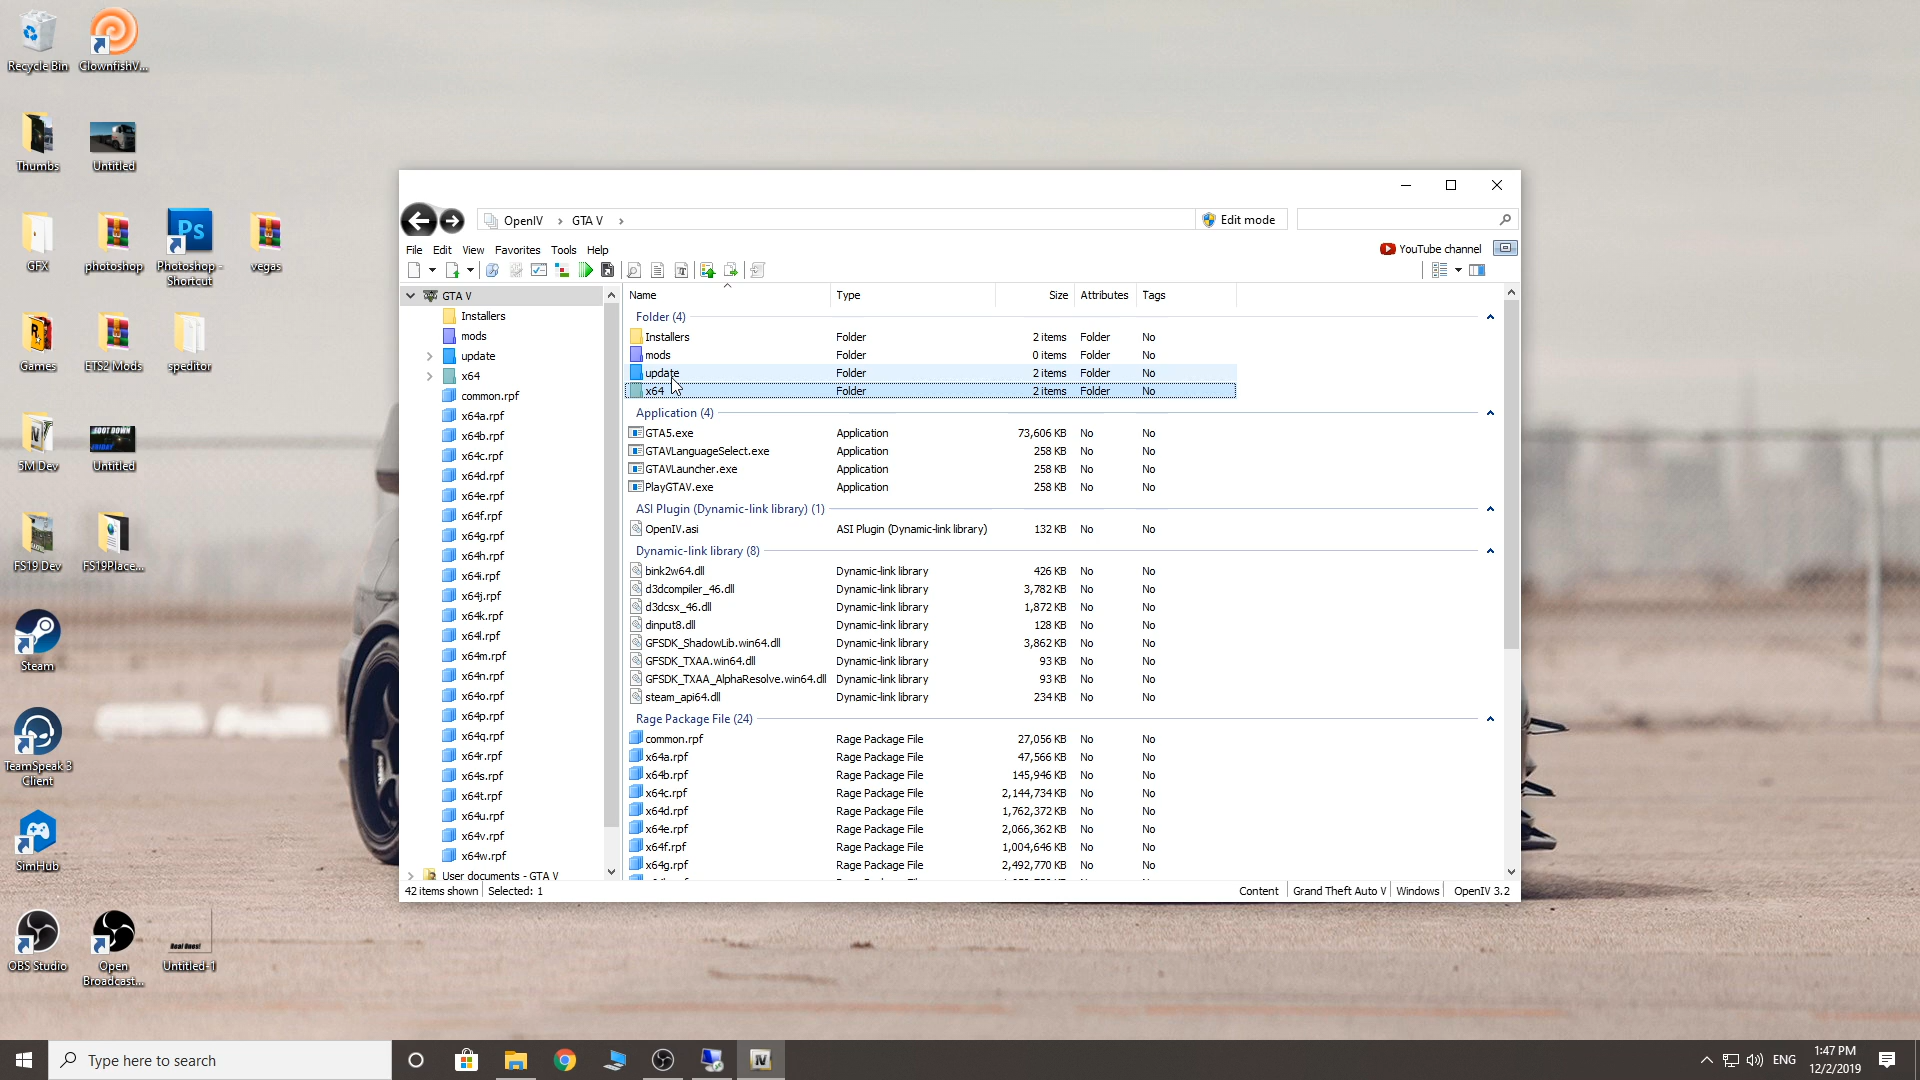 Recycle Bin
ClownfishV...
Thumbs
Untitled
GFX
photoshop
Photoshop - Shortcut
vegas
Games
ETS2 Mods
speditor
5M Dev
Untitled
FS19 Dev
FS19Place...
Steam
TeamSpeak 3 Client
SimHub
OBS Studio
Open Broadcast...
Real Ones!
Untitled-1
OpenIV > GTA V >
Edit mode
File Edit View Favorites Tools Help
YouTube channel
GTA V
Installers
mods
update
x64
common.rpf
x64a.rpf
x64b.rpf
x64c.rpf
x64d.rpf
x64e.rpf
x64f.rpf
x64g.rpf
x64h.rpf
x64i.rpf
x64j.rpf
x64k.rpf
x64l.rpf
x64m.rpf
x64n.rpf
x64o.rpf
x64p.rpf
x64q.rpf
x64r.rpf
x64s.rpf
x64t.rpf
x64u.rpf
x64v.rpf
x64w.rpf
User documents - GTA V
Name Type Size Attributes Tags
Folder (4)
Installers Folder 2 items Folder No
mods Folder 0 items Folder No
update Folder 2 items Folder No
x64 Folder 2 items Folder No
Application (4)
GTA5.exe Application 73,606 KB No No
GTAVLanguageSelect.exe Application 258 KB No No
GTAVLauncher.exe Application 258 KB No No
PlayGTAV.exe Application 258 KB No No
ASI Plugin (Dynamic-link library) (1)
OpenIV.asi ASI Plugin (Dynamic-link library) 132 KB No No
Dynamic-link library (8)
bink2w64.dll Dynamic-link library 426 KB No No
d3dcompiler_46.dll Dynamic-link library 3,782 KB No No
d3dcsx_46.dll Dynamic-link library 1,872 KB No No
dinput8.dll Dynamic-link library 128 KB No No
GFSDK_ShadowLib.win64.dll Dynamic-link library 3,862 KB No No
GFSDK_TXAA.win64.dll Dynamic-link library 93 KB No No
GFSDK_TXAA_AlphaResolve.win64.dll Dynamic-link library 93 KB No No
steam_api64.dll Dynamic-link library 234 KB No No
Rage Package File (24)
common.rpf Rage Package File 27,056 KB No No
x64a.rpf Rage Package File 47,566 KB No No
x64b.rpf Rage Package File 145,946 KB No No
x64c.rpf Rage Package File 2,144,734 KB No No
x64d.rpf Rage Package File 1,762,372 KB No No
x64e.rpf Rage Package File 2,066,362 KB No No
x64f.rpf Rage Package File 1,004,646 KB No No
x64g.rpf Rage Package File 2,492,770 KB No No
42 items shown Selected: 1
Content Grand Theft Auto V Windows OpenIV 3.2
Type here to search
ENG
1:47 PM
12/2/2019